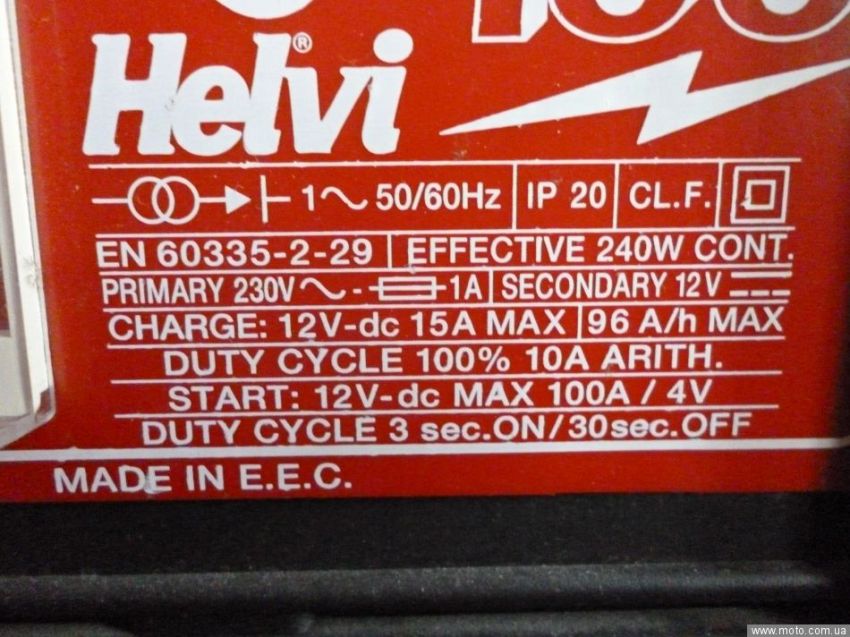 Helvi®
1~ 50/60Hz IP 20 CL.F.
EN 60335-2-29 EFFECTIVE 240W CONT.
PRIMARY 230V~ - 1A SECONDARY 12V
CHARGE: 12V-dc 15A MAX 96 A/h MAX
DUTY CYCLE 100% 10A ARITH.
START: 12V-dc MAX 100A / 4V
DUTY CYCLE 3 sec.ON/30sec.OFF
MADE IN E.E.C.
www.moto.com.ua